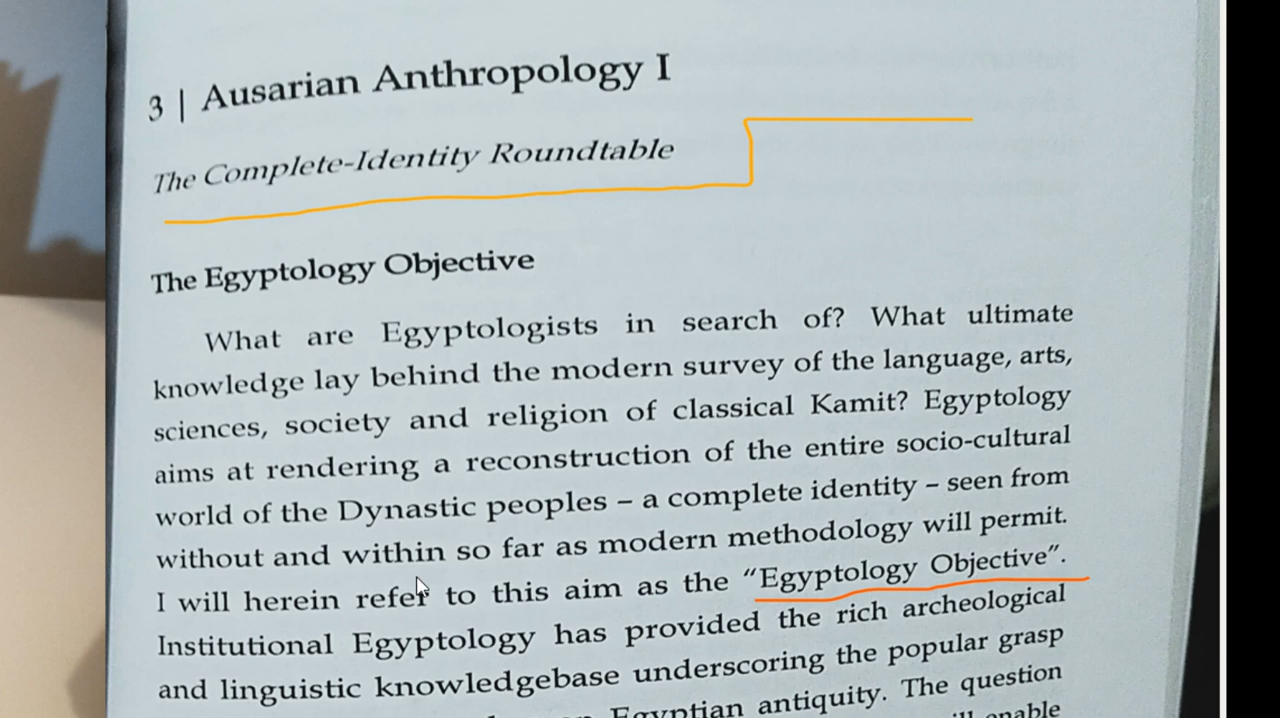 3 | Ausarian Anthropology I
The Complete-Identity Roundtable
The Egyptology Objective
What are Egyptologists in search of? What ultimate
knowledge lay behind the modern survey of the language, arts,
sciences, society and religion of classical Kamit? Egyptology
aims at rendering a reconstruction of the entire socio-cultural
world of the Dynastic peoples – a complete identity – seen from
without and within so far as modern methodology will permit.
I will herein refer to this aim as the “Egyptology Objective”.
Institutional Egyptology has provided the rich archeological
and linguistic knowledgebase underscoring the popular grasp
Egyptian antiquity. The question
enable